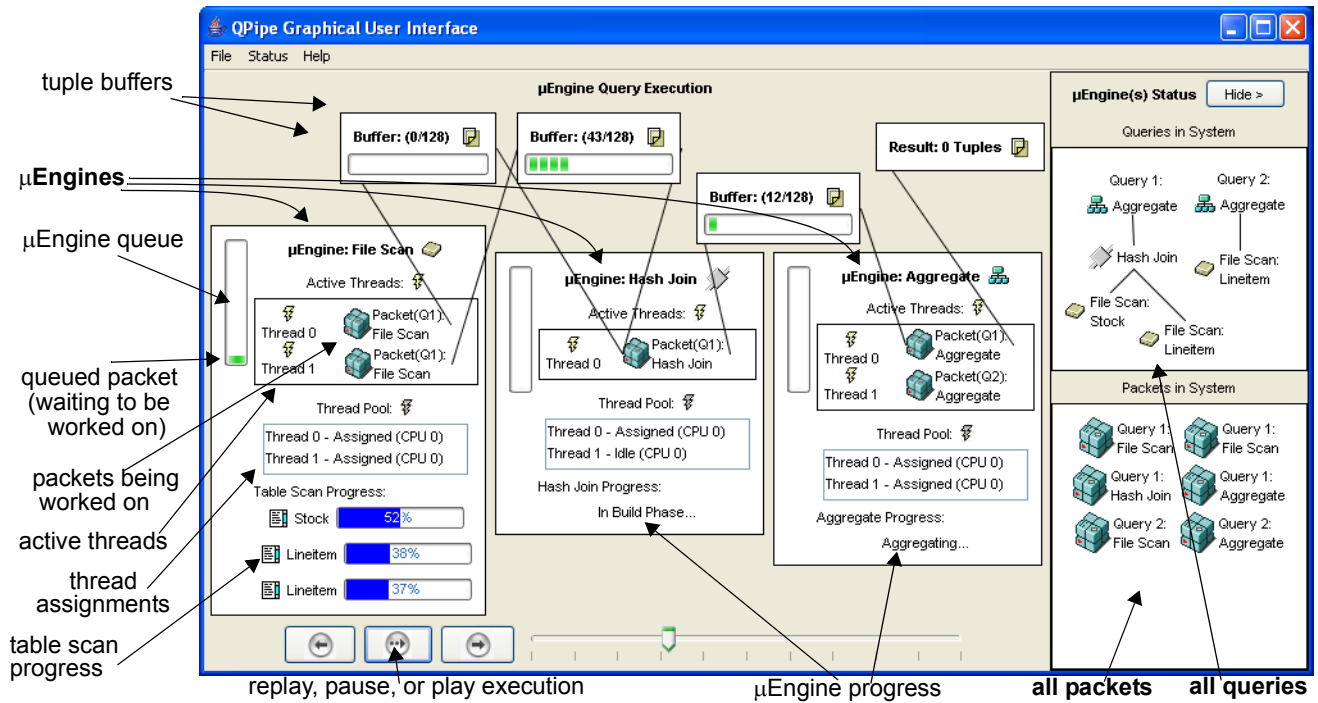 QPipe Graphical User Interface
File Status Help
tuple buffers
µEngines
µEngine queue
queued packet
(waiting to be
worked on)
packets being
worked on
active threads
thread
assignments
table scan
progress
µEngine Query Execution
Buffer: (0/128)
Buffer: (43/128)
Buffer: (12/128)
Result: 0 Tuples
µEngine: File Scan
Active Threads:
Thread 0
Packet(Q1):
File Scan
Thread 1
Packet(Q1):
File Scan
Thread Pool:
Thread 0 - Assigned (CPU 0)
Thread 1 - Assigned (CPU 0)
Table Scan Progress:
Stock 52%
Lineitem 38%
Lineitem 37%
µEngine: Hash Join
Active Threads:
Thread 0
Packet(Q1):
Hash Join
Thread Pool:
Thread 0 - Assigned (CPU 0)
Thread 1 - Idle (CPU 0)
Hash Join Progress:
In Build Phase...
µEngine: Aggregate
Active Threads:
Thread 0
Packet(Q1):
Aggregate
Thread 1
Packet(Q2):
Aggregate
Thread Pool:
Thread 0 - Assigned (CPU 0)
Thread 1 - Assigned (CPU 0)
Aggregate Progress:
Aggregating...
µEngine(s) Status
Hide >
Queries in System
Query 1:
Aggregate
Hash Join
File Scan:
Stock
File Scan:
Lineitem
Query 2:
Aggregate
File Scan:
Lineitem
Packets in System
Query 1:
File Scan
Query 1:
File Scan
Query 1:
Hash Join
Query 1:
Aggregate
Query 2:
File Scan
Query 2:
Aggregate
replay, pause, or play execution
µEngine progress
all packets
all queries